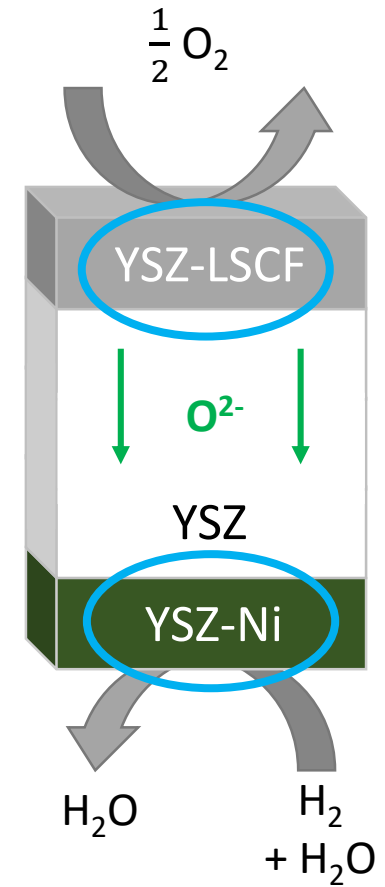 ½ O₂
YSZ-LSCF
O²⁻
YSZ
YSZ-Ni
H₂O
H₂
+ H₂O